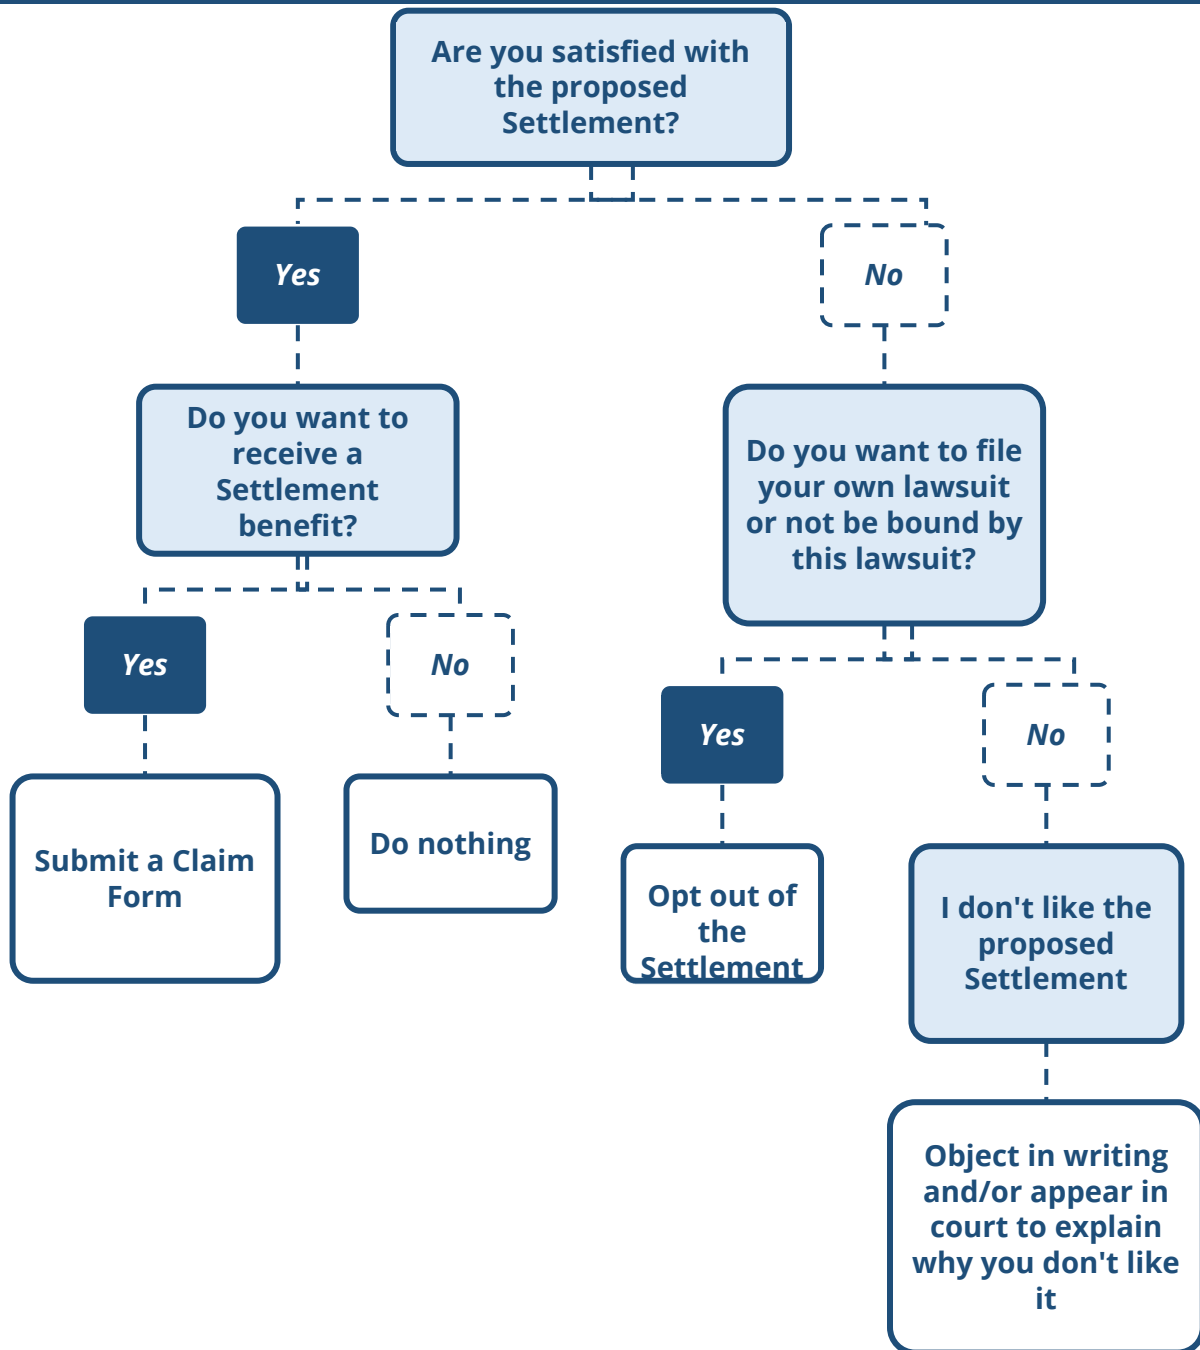 Are you satisfied with
the proposed
Settlement?
Yes
No
Do you want to
receive a
Settlement
benefit?
Do you want to file
your own lawsuit
or not be bound by
this lawsuit?
Yes
No
Yes
No
Submit a Claim
Form
Do nothing
Opt out of
the
Settlement
I don't like the
proposed
Settlement
Object in writing
and/or appear in
court to explain
why you don't like
it